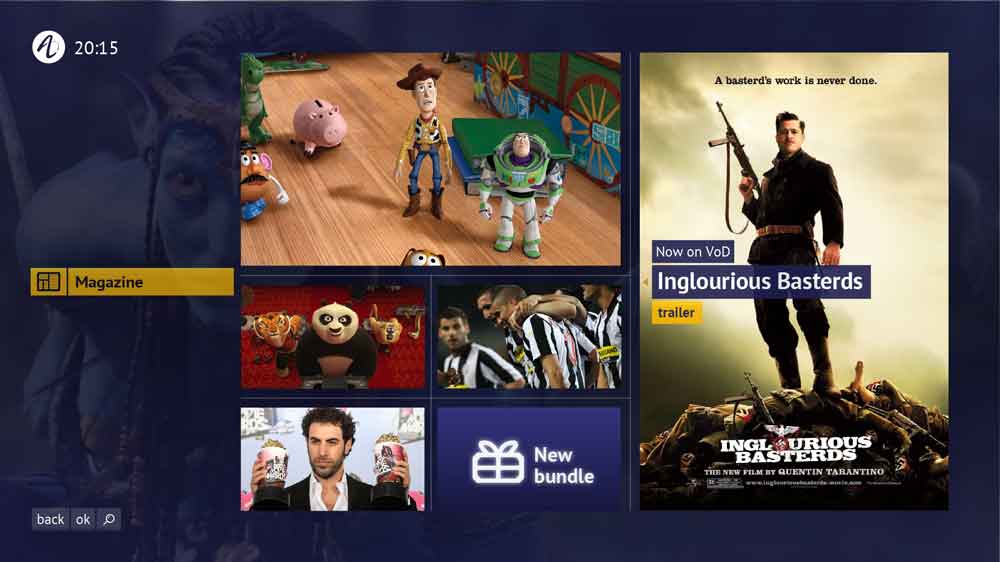 20:15
Magazine
A basterd's work is never done.
Now on VoD
Inglourious Basterds
trailer
INGLOURIOUS
BASTERDS
THE NEW FILM BY QUENTIN TARANTINO
www.inglouriousbasterds-movie.com
New
bundle
back ok